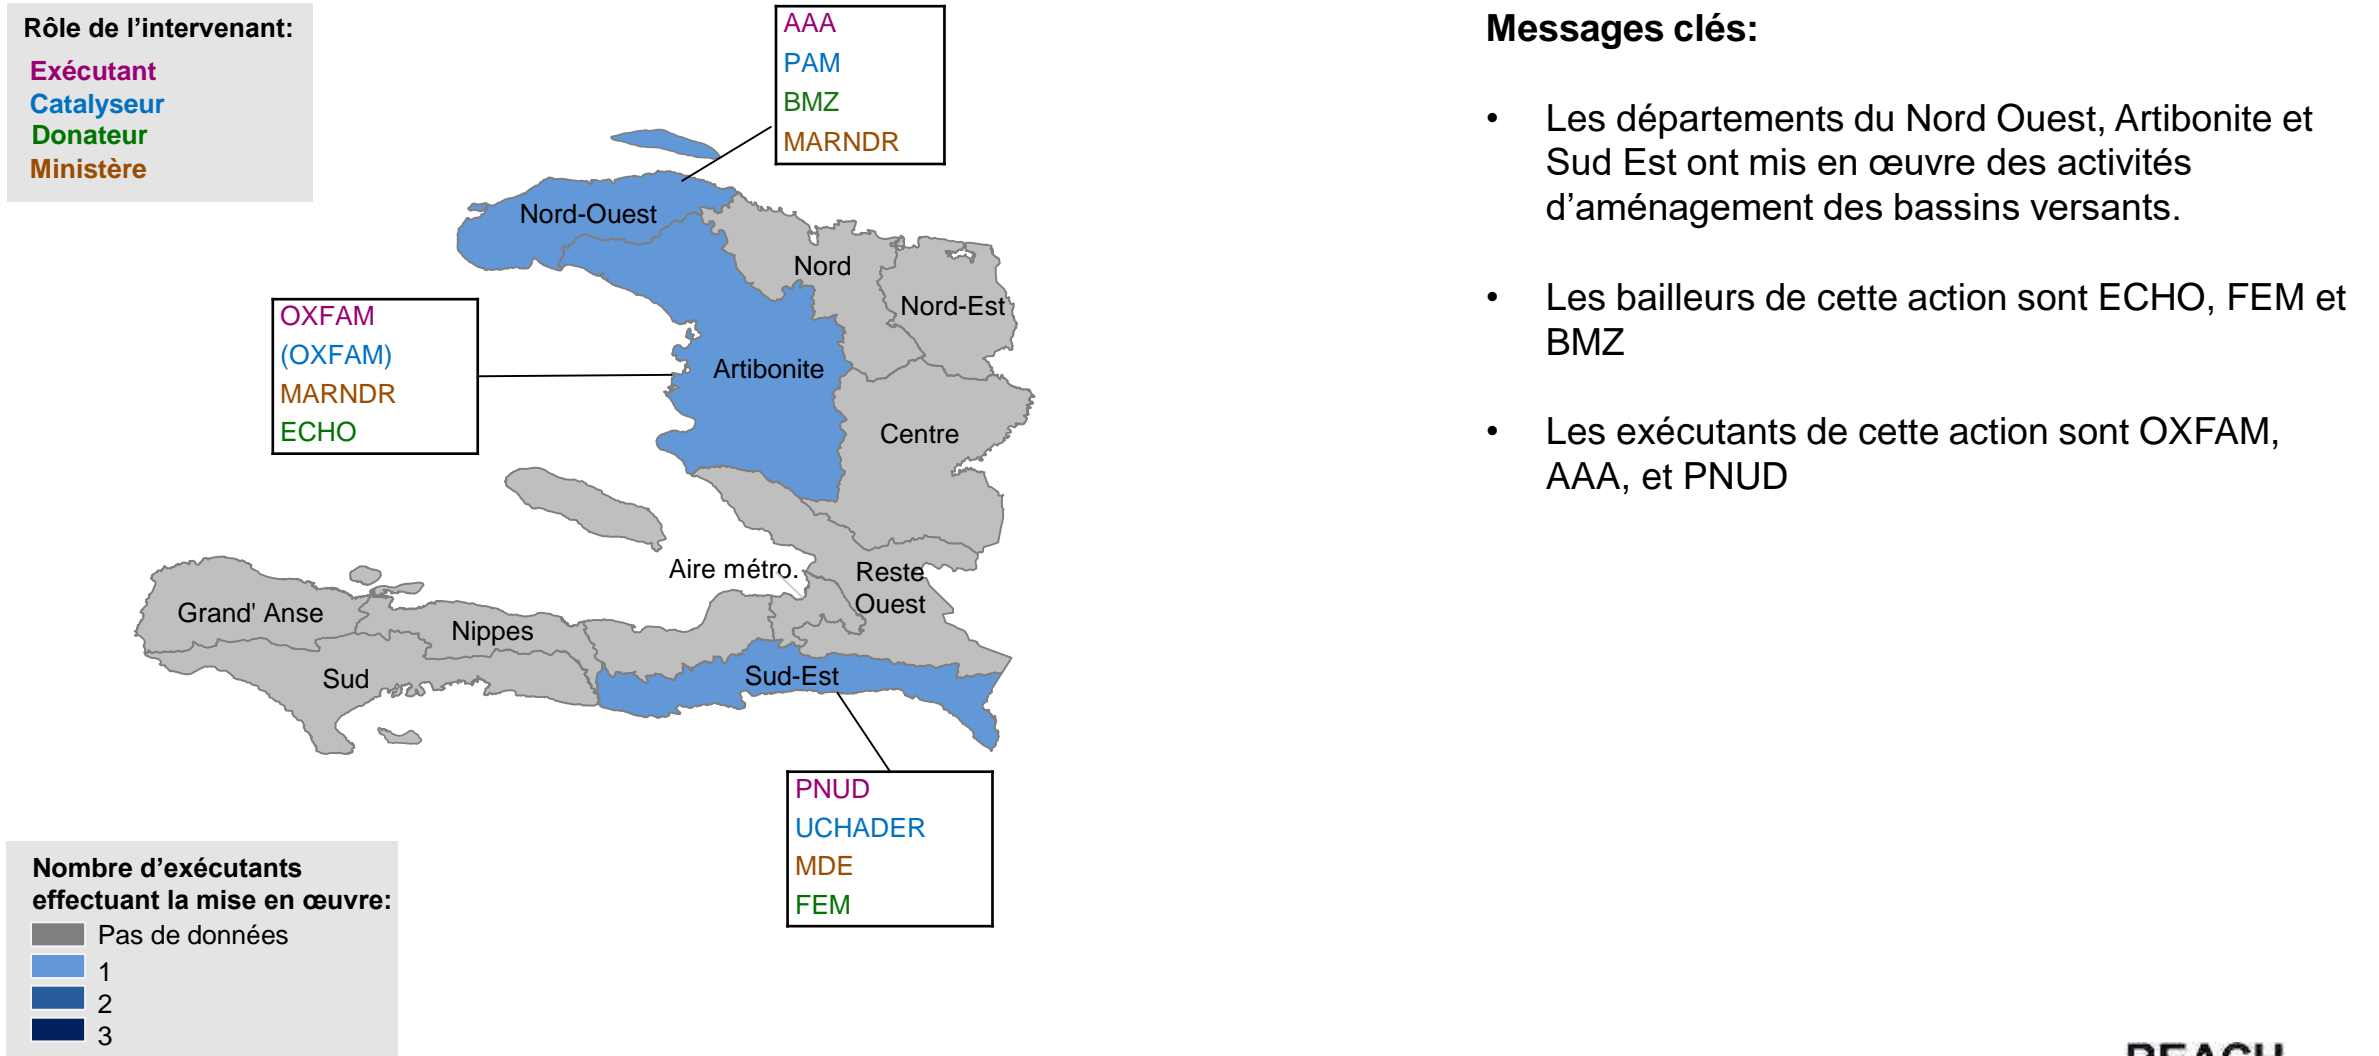 Rôle de l’intervenant:
Exécutant
Catalyseur
Donateur
Ministère
AAA
PAM
BMZ
MARNDR
Nord-Ouest
Nord
Nord-Est
OXFAM
(OXFAM)
MARNDR
ECHO
Artibonite
Centre
Aire métro.
Reste
Ouest
Grand' Anse
Nippes
Sud
Sud-Est
PNUD
UCHADER
MDE
FEM
Nombre d’exécutants
effectuant la mise en œuvre:
Pas de données
1
2
3
Messages clés:
• Les départements du Nord Ouest, Artibonite et
Sud Est ont mis en œuvre des activités
d’aménagement des bassins versants.
• Les bailleurs de cette action sont ECHO, FEM et
BMZ
• Les exécutants de cette action sont OXFAM,
AAA, et PNUD
REACH